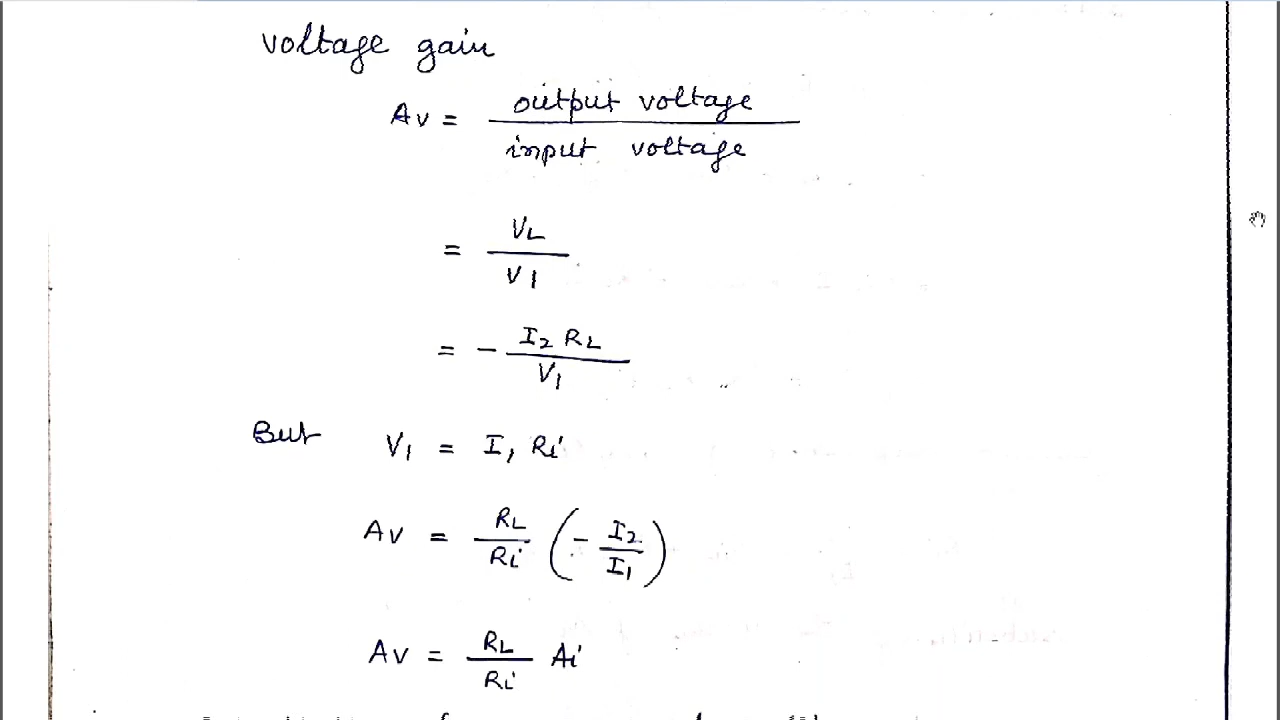 voltage gain
Av = output voltage / input voltage
= VL / V1
= - I2 RL / V1
But V1 = I1 Ri
Av = RL / Ri (- I2 / I1)
Av = RL / Ri Ai